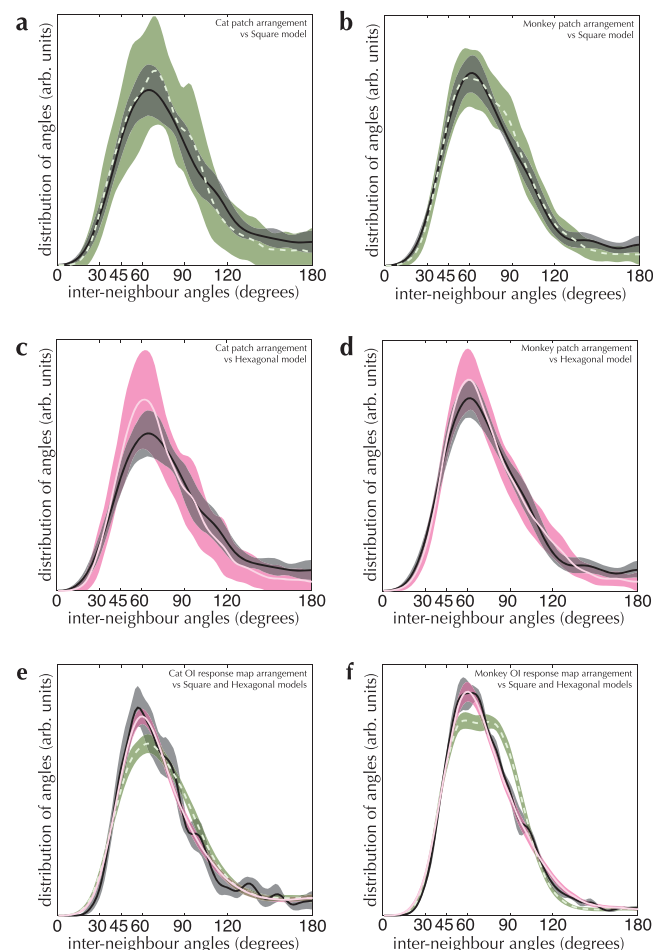 a
Cat patch arrangement
vs Square model
distribution of angles (arb. units)
0 30 45 60 90 120 180
inter-neighbour angles (degrees)
b
Monkey patch arrangement
vs Square model
distribution of angles (arb. units)
0 30 45 60 90 120 180
inter-neighbour angles (degrees)
c
Cat patch arrangement
vs Hexagonal model
distribution of angles (arb. units)
0 30 45 60 90 120 180
inter-neighbour angles (degrees)
d
Monkey patch arrangement
vs Hexagonal model
distribution of angles (arb. units)
0 30 45 60 90 120 180
inter-neighbour angles (degrees)
e
Cat OI response map arrangement
vs Square and Hexagonal models
distribution of angles (arb. units)
0 30 45 60 90 120 180
inter-neighbour angles (degrees)
f
Monkey OI response map arrangement
vs Square and Hexagonal models
distribution of angles (arb. units)
0 30 45 60 90 120 180
inter-neighbour angles (degrees)